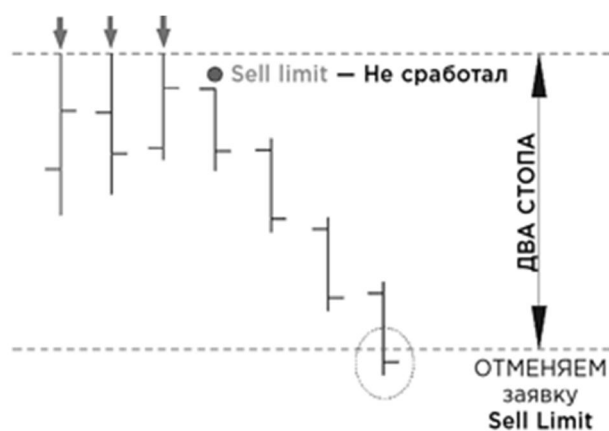 Sell limit — Не сработал
ДВА СТОПА
ОТМЕНЯЕМ
заявку
Sell Limit